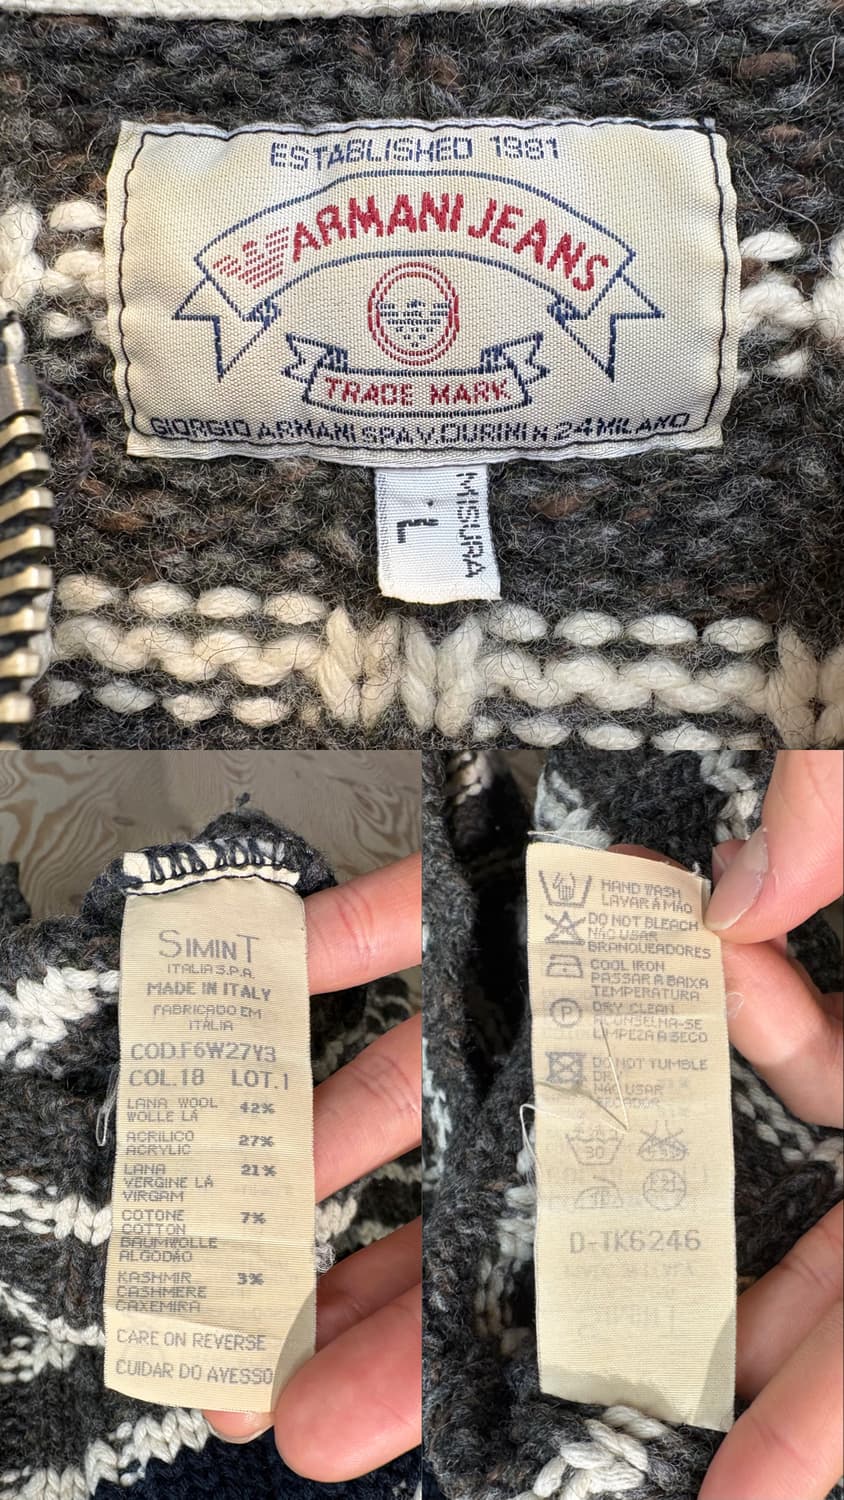 ESTABLISHED 1981
ARMANI JEANS
TRADE MARK
GIORGIO ARMANI SPA V.DURINI N 24 MILANO
MISURA
L
SIMINT
ITALIA S.P.A.
MADE IN ITALY
FABRICADO EM
ITÁLIA
COD.F6W27Y3
COL.18 LOT.1
LANA WOOL 42%
WOLLE LÃ
ACRILICO 27%
ACRYLIC
LANA 21%
VERGINE LÃ
VIRGAM
COTONE 7%
COTTON
BAUMWOLLE
ALGODÃO
KASHMIR 3%
CASHMERE
CAXEMIRA
CARE ON REVERSE
CUIDAR DO AVESSO
HAND WASH
LAVAR À MÃO
DO NOT BLEACH
NÃO USAR
BRANQUEADORES
COOL IRON
PASSAR A BAIXA
TEMPERATURA
P
DRY CLEAN
ACONSELHA-SE
LIMPEZA A SECO
DO NOT TUMBLE
DRY
NÃO USAR
SECADOR
30
D-TK6246